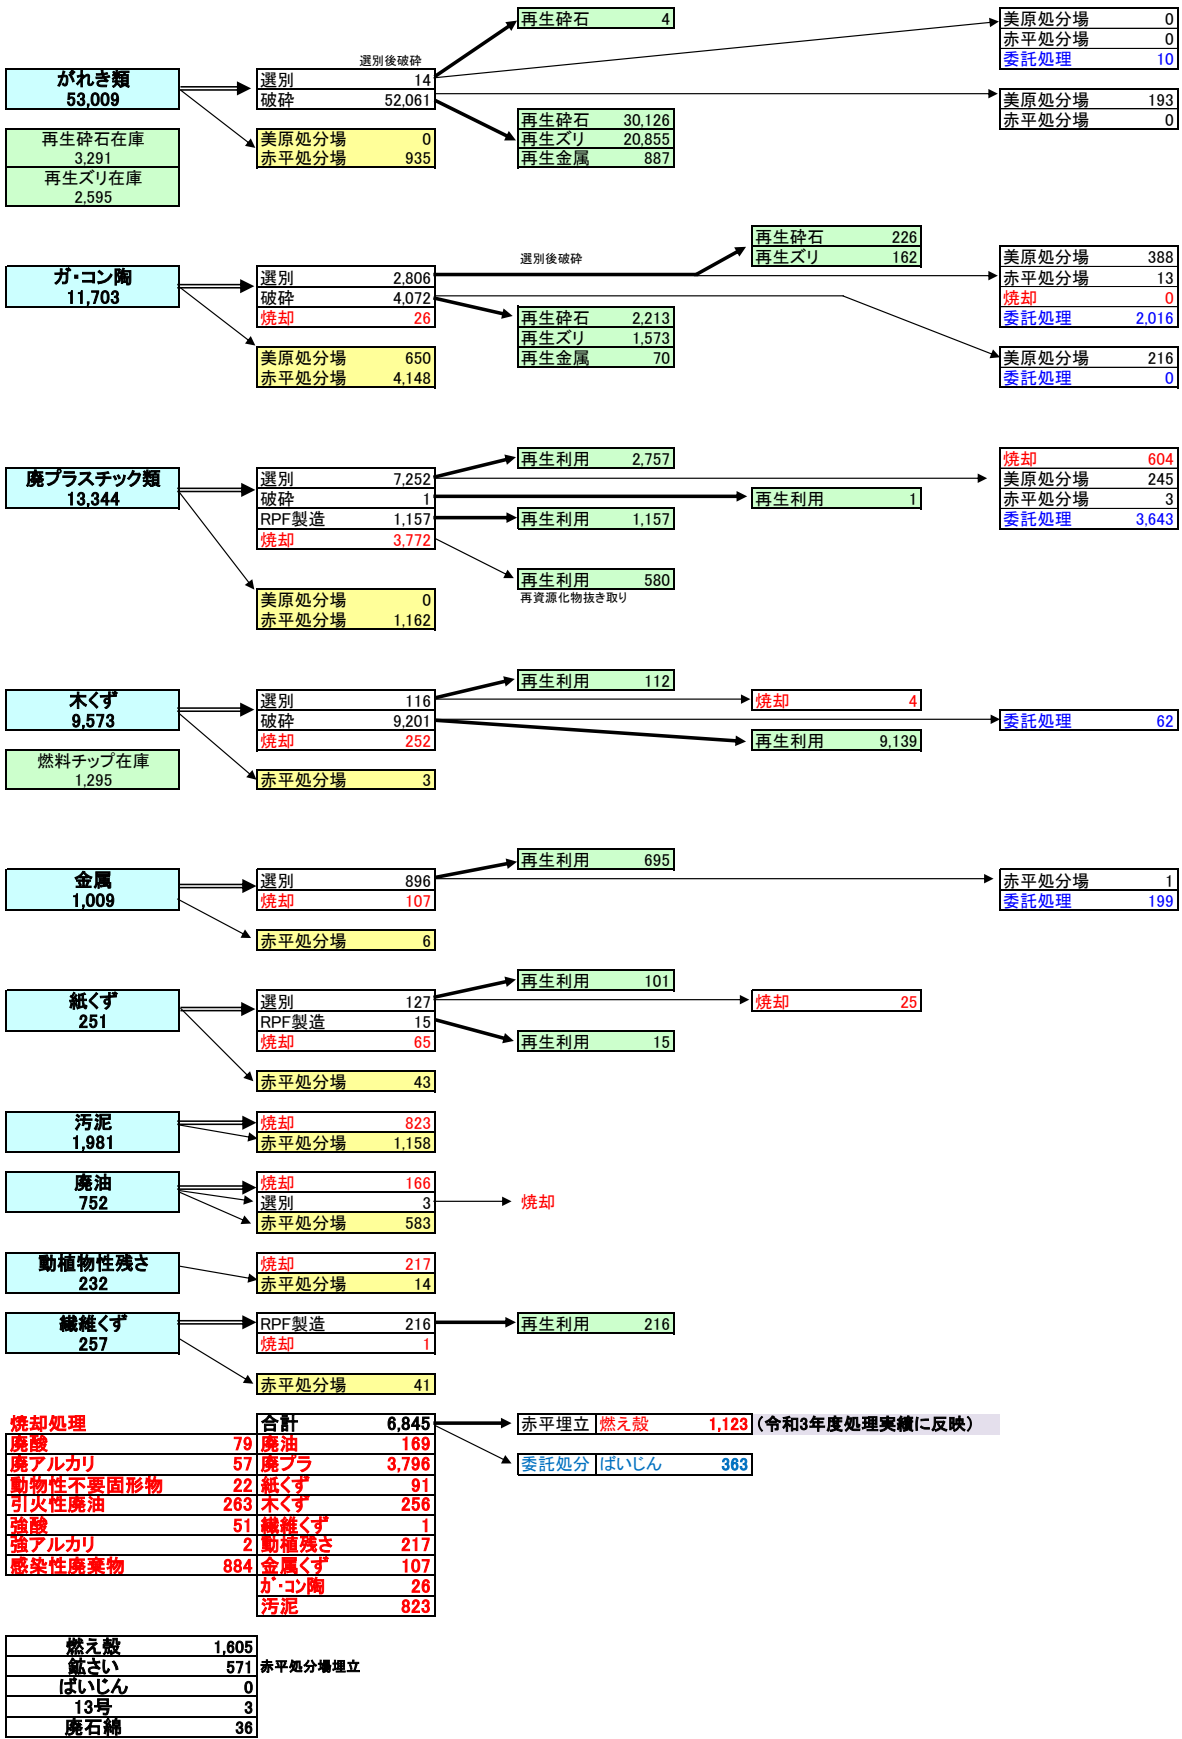 再生砕石 4
美原処分場 0
赤平処分場 0
委託処理 10
選別後破砕
がれき類
53,009
選別 14
破砕 52,061
美原処分場 193
赤平処分場 0
再生砕石 30,126
再生ズリ 20,855
再生金属 887
美原処分場 0
赤平処分場 935
再生砕石在庫
3,291
再生ズリ在庫
2,595
再生砕石 226
再生ズリ 162
選別後破砕
ガ・コン陶
11,703
選別 2,806
破砕 4,072
焼却 26
美原処分場 388
赤平処分場 13
焼却 0
委託処理 2,016
再生砕石 2,213
再生ズリ 1,573
再生金属 70
美原処分場 650
赤平処分場 4,148
美原処分場 216
委託処理 0
再生利用 2,757
廃プラスチック類
13,344
選別 7,252
破砕 1
RPF製造 1,157
焼却 3,772
再生利用 1
再生利用 1,157
焼却 604
美原処分場 245
赤平処分場 3
委託処理 3,643
再生利用 580
再資源化物抜き取り
美原処分場 0
赤平処分場 1,162
再生利用 112
木くず
9,573
選別 116
破砕 9,201
焼却 252
焼却 4
委託処理 62
再生利用 9,139
燃料チップ在庫
1,295
赤平処分場 3
再生利用 695
金属
1,009
選別 896
焼却 107
赤平処分場 1
委託処理 199
赤平処分場 6
再生利用 101
紙くず
251
選別 127
RPF製造 15
焼却 65
焼却 25
再生利用 15
赤平処分場 43
汚泥
1,981
焼却 823
赤平処分場 1,158
廃油
752
焼却 166
選別 3
赤平処分場 583
焼却
動植物性残さ
232
焼却 217
赤平処分場 14
繊維くず
257
RPF製造 216
焼却 1
再生利用 216
赤平処分場 41
焼却処理 合計 6,845 赤平埋立 燃え殻 1,123 (令和3年度処理実績に反映)
廃酸 79 廃油 169
廃アルカリ 57 廃プラ 3,796 委託処分 ばいじん 363
動物性不要固形物 22 紙くず 91
引火性廃油 263 木くず 256
強酸 51 繊維くず 1
強アルカリ 2 動植残さ 217
感染性廃棄物 884 金属くず 107
ガ・コン陶 26
汚泥 823
燃え殻 1,605
鉱さい 571 赤平処分場埋立
ばいじん 0
13号 3
廃石綿 36